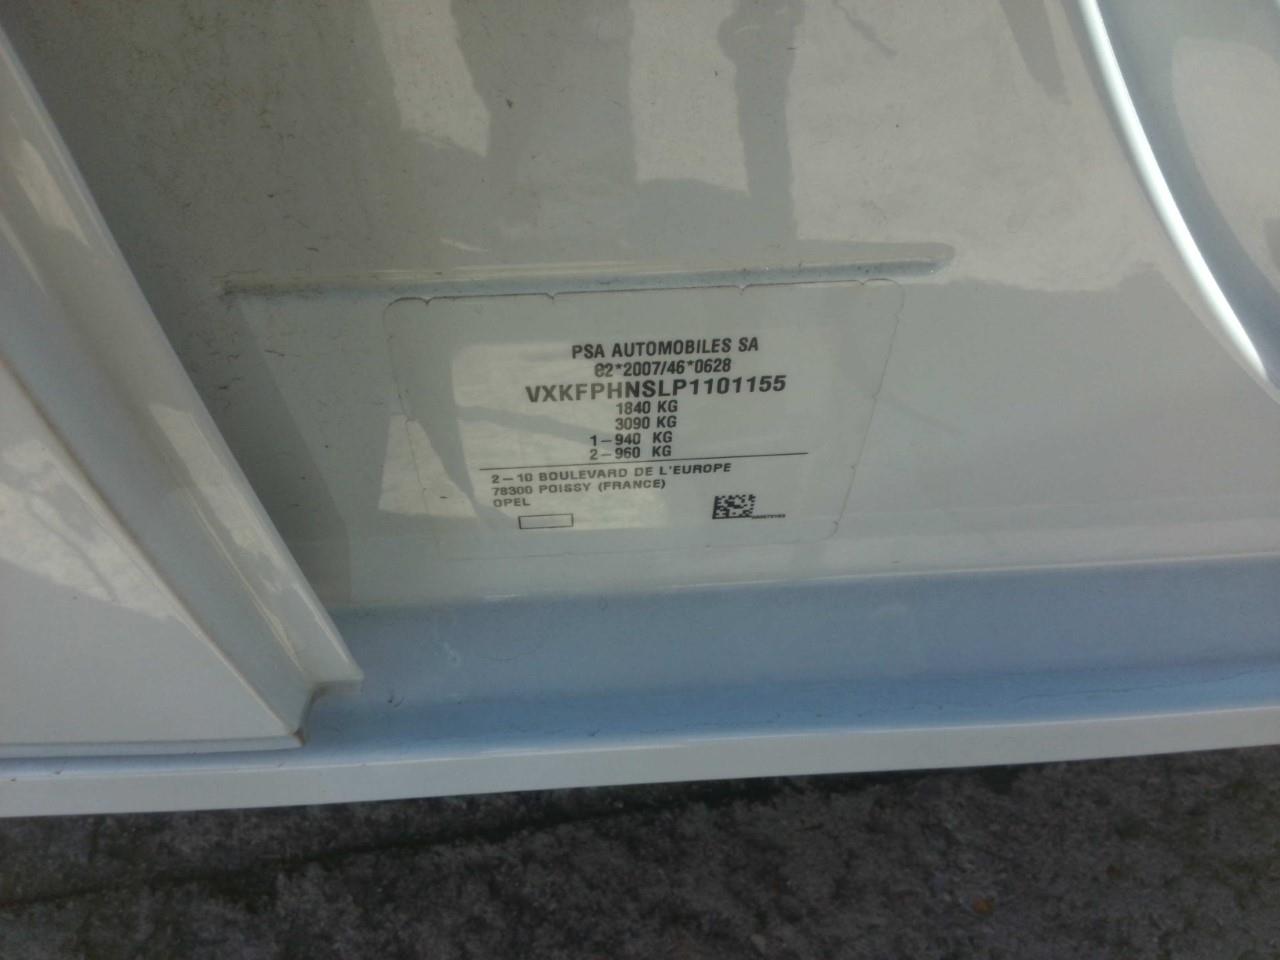 PSA AUTOMOBILES SA
e2*2007/46*0628
VXKFPHNSLP1101155
1840 KG
3090 KG
1-940 KG
2-960 KG
2-10 BOULEVARD DE L'EUROPE
78300 POISSY (FRANCE)
OPEL